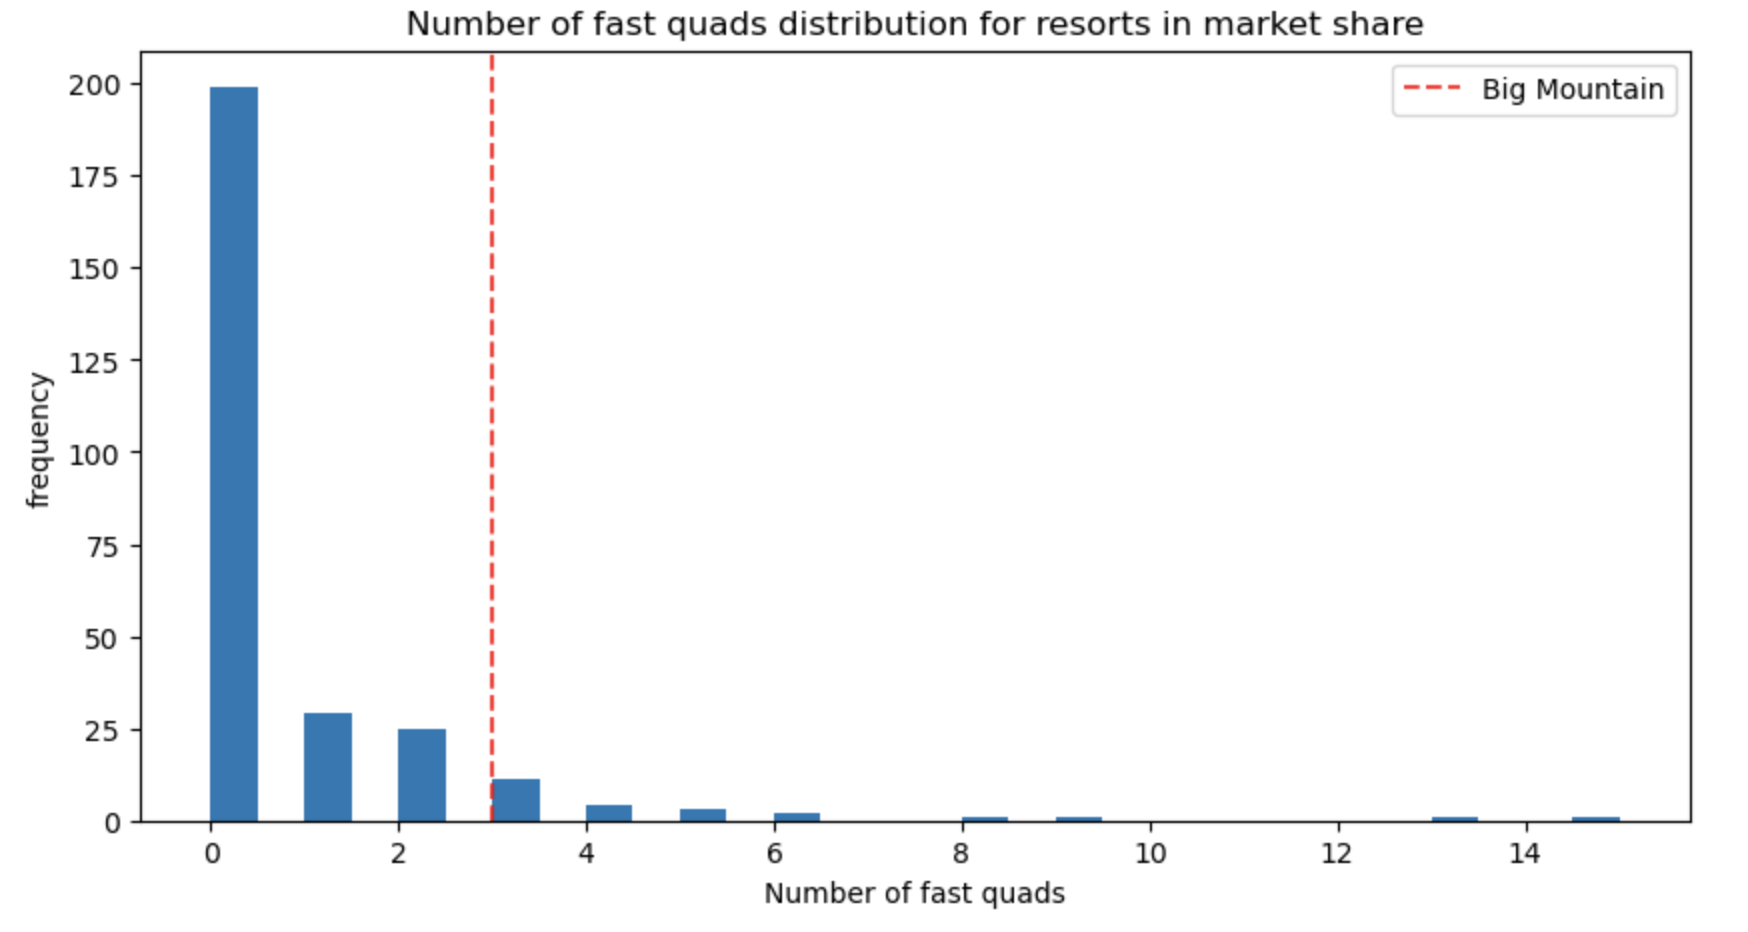 Number of fast quads distribution for resorts in market share
Big Mountain
200
175
150
125
100
75
50
25
0
frequency
0 2 4 6 8 10 12 14
Number of fast quads